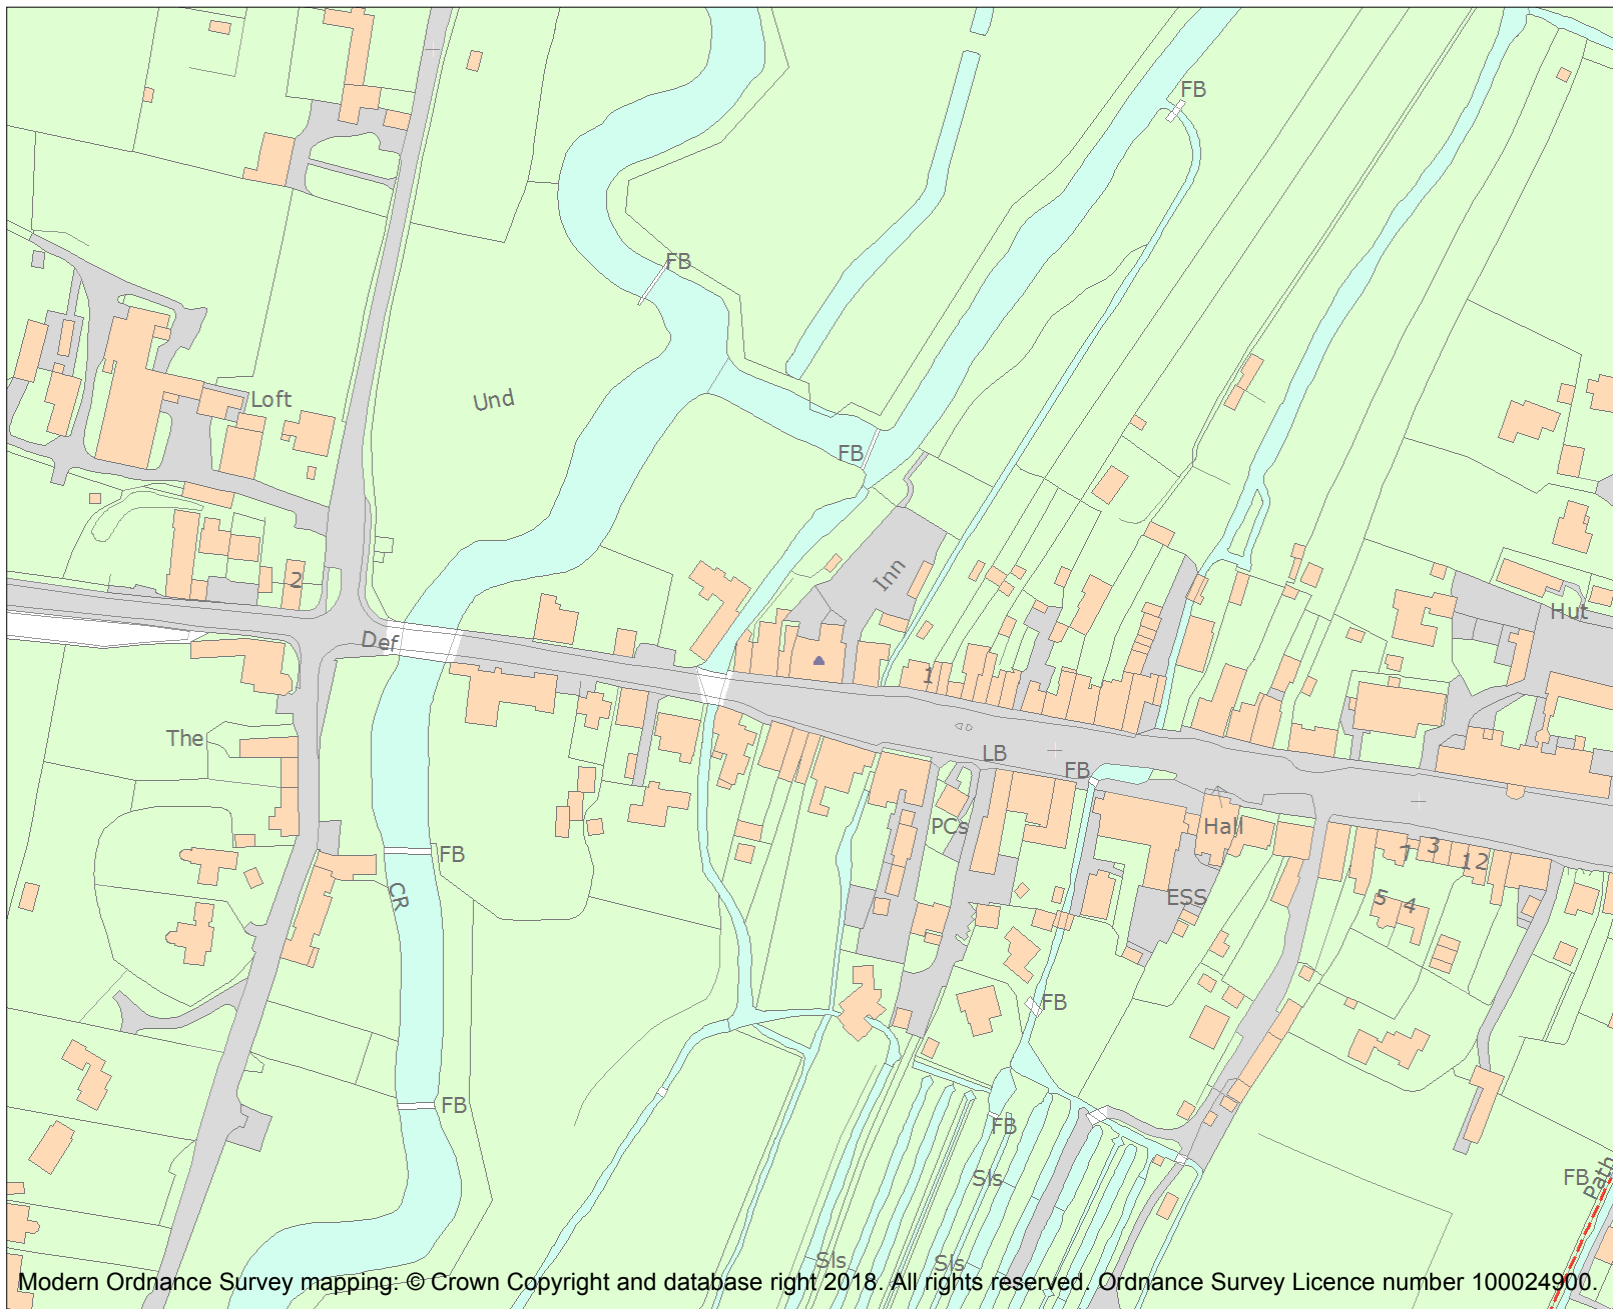 FB
FB
Loft
Und
FB
Inn
2
Hut
Def
1
The
LB
FB
PCs
Hall
7
3
12
FB
CR
ESS
5
4
FB
FB
FB
Sls
FB
Path
Sls
Sls
Modern Ordnance Survey mapping: © Crown Copyright and database right 2018. All rights reserved. Ordnance Survey Licence number 100024900.